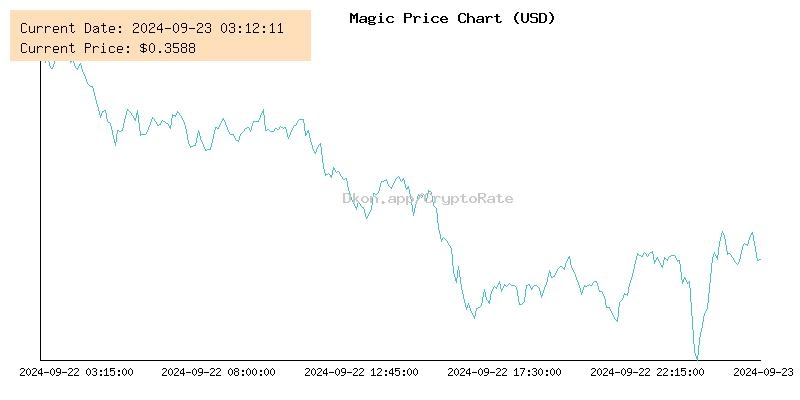 Magic Price Chart (USD)
Current Date: 2024-09-23 03:12:11
Current Price: $0.3588
Dkon.app/CryptoRate
2024-09-22 03:15:00 2024-09-22 08:00:00 2024-09-22 12:45:00 2024-09-22 17:30:00 2024-09-22 22:15:00 2024-09-23